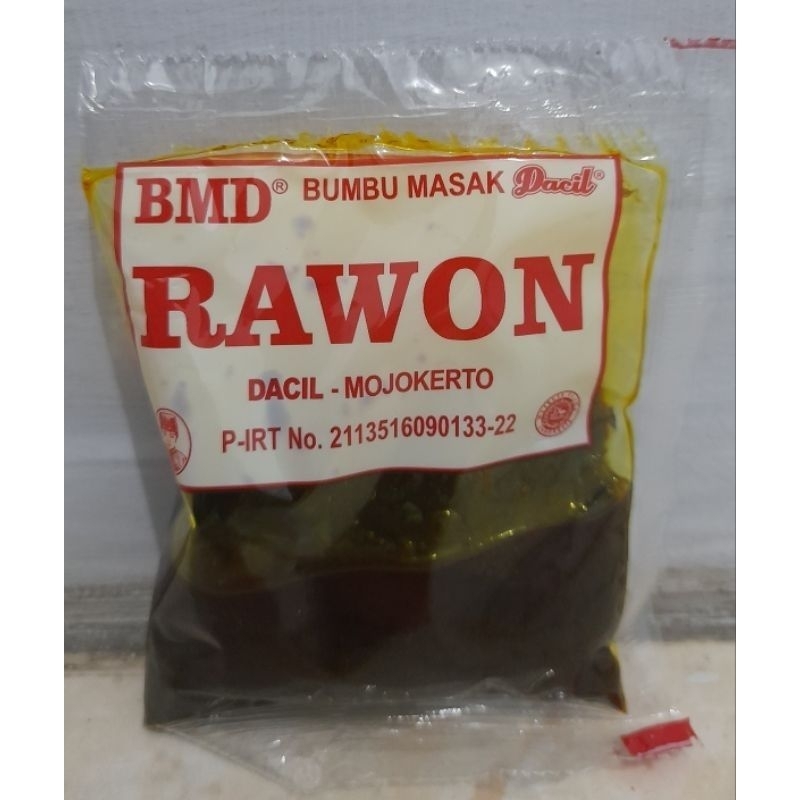 BMD® BUMBU MASAK Dacil®
RAWON
DACIL - MOJOKERTO
P-IRT No. 2113516090133-22